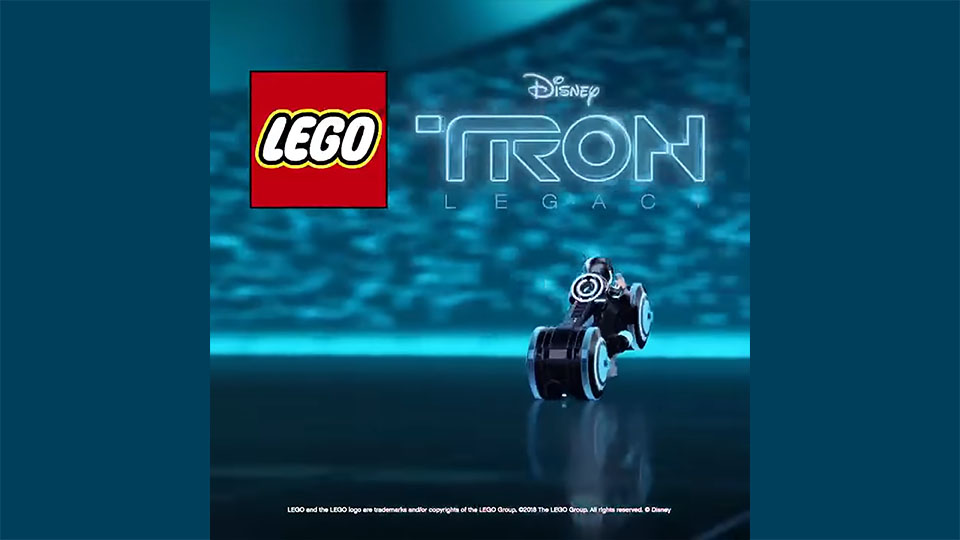 LEGO
Disney
TRON
LEGACY
LEGO and the LEGO logo are trademarks and/or copyrights of the LEGO Group. ©2018 The LEGO Group. All rights reserved. © Disney